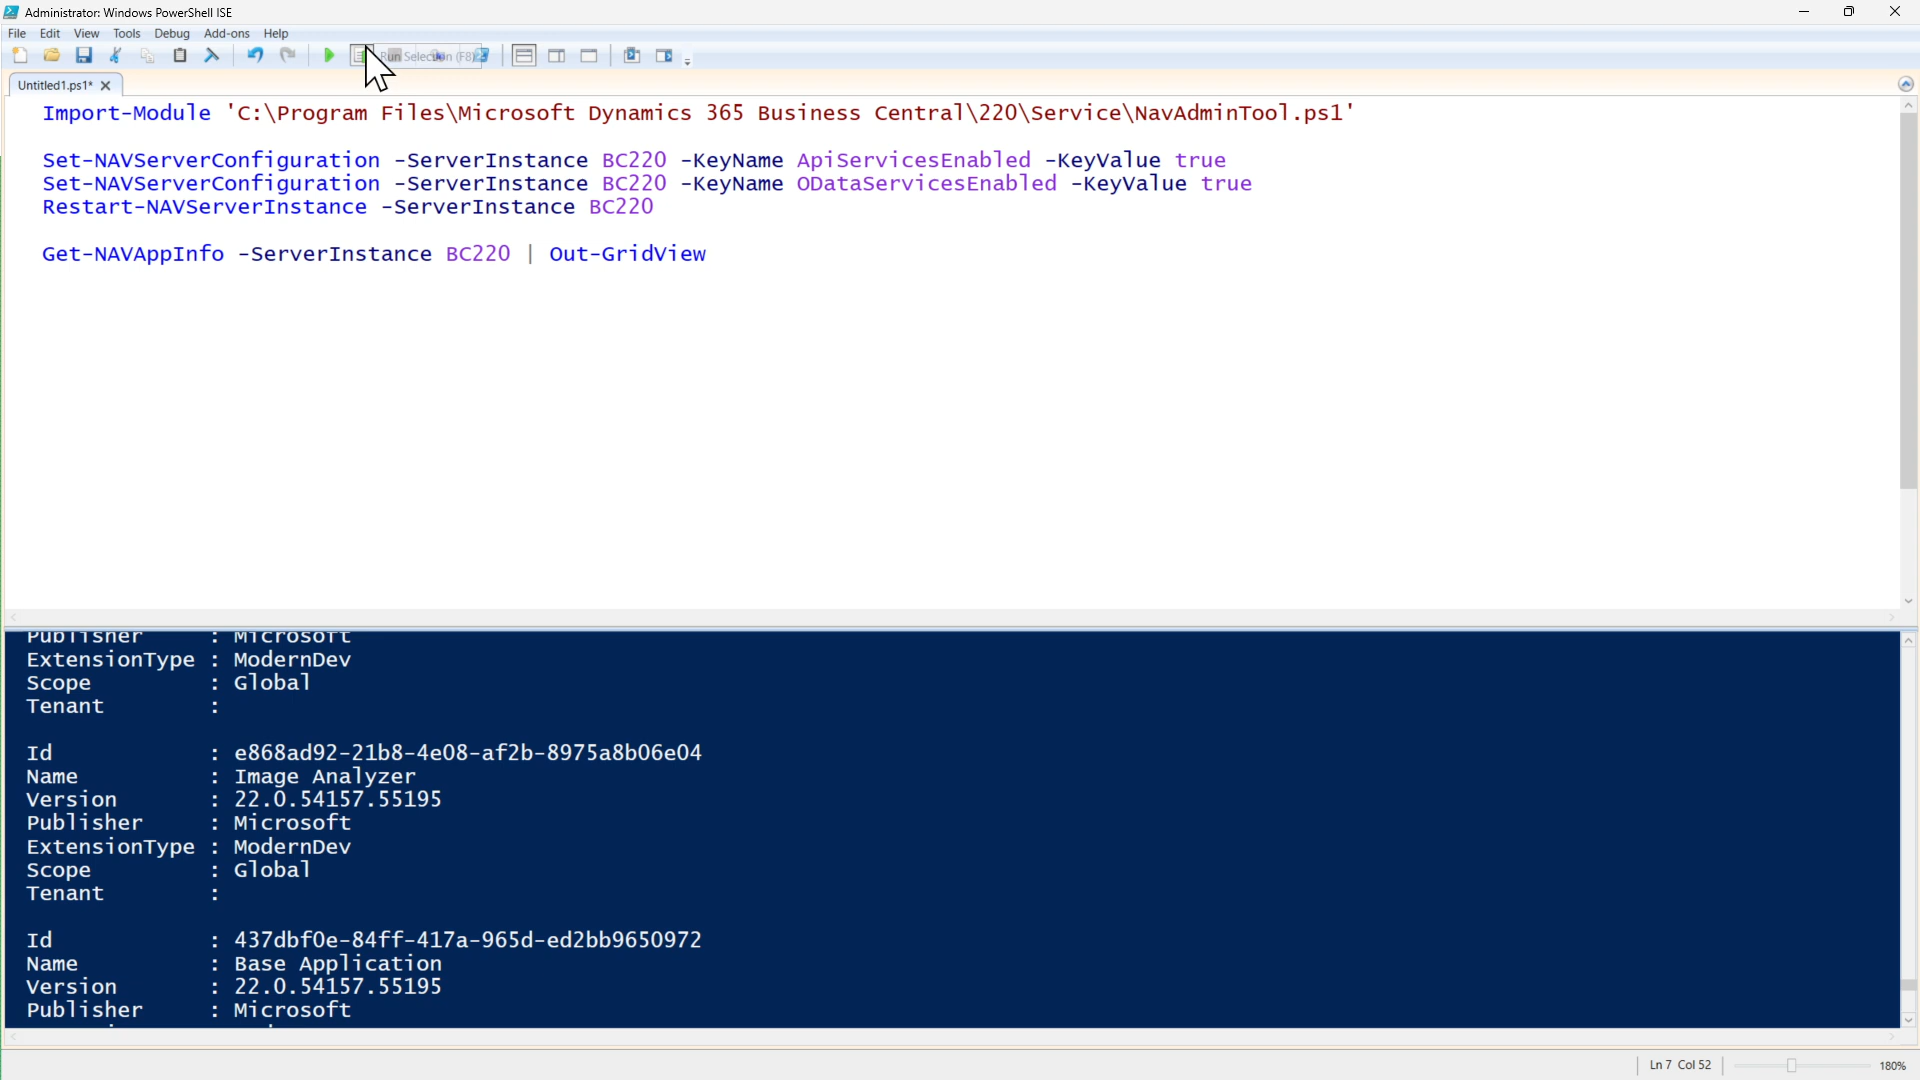 Administrator: Windows PowerShell ISE
File Edit View Tools Debug Add-ons Help
Run Selection (F8)
Untitled1.ps1*
Import-Module 'C:\Program Files\Microsoft Dynamics 365 Business Central\220\Service\NavAdminTool.ps1'
Set-NAVServerConfiguration -ServerInstance BC220 -KeyName ApiServicesEnabled -KeyValue true
Set-NAVServerConfiguration -ServerInstance BC220 -KeyName ODataServicesEnabled -KeyValue true
Restart-NAVServerInstance -ServerInstance BC220
Get-NAVAppInfo -ServerInstance BC220 | Out-GridView
Publisher : Microsoft
ExtensionType : ModernDev
Scope : Global
Tenant :
Id : e868ad92-21b8-4e08-af2b-8975a8b06e04
Name : Image Analyzer
Version : 22.0.54157.55195
Publisher : Microsoft
ExtensionType : ModernDev
Scope : Global
Tenant :
Id : 437dbf0e-84ff-417a-965d-ed2bb9650972
Name : Base Application
Version : 22.0.54157.55195
Publisher : Microsoft
Ln 7 Col 52
180%